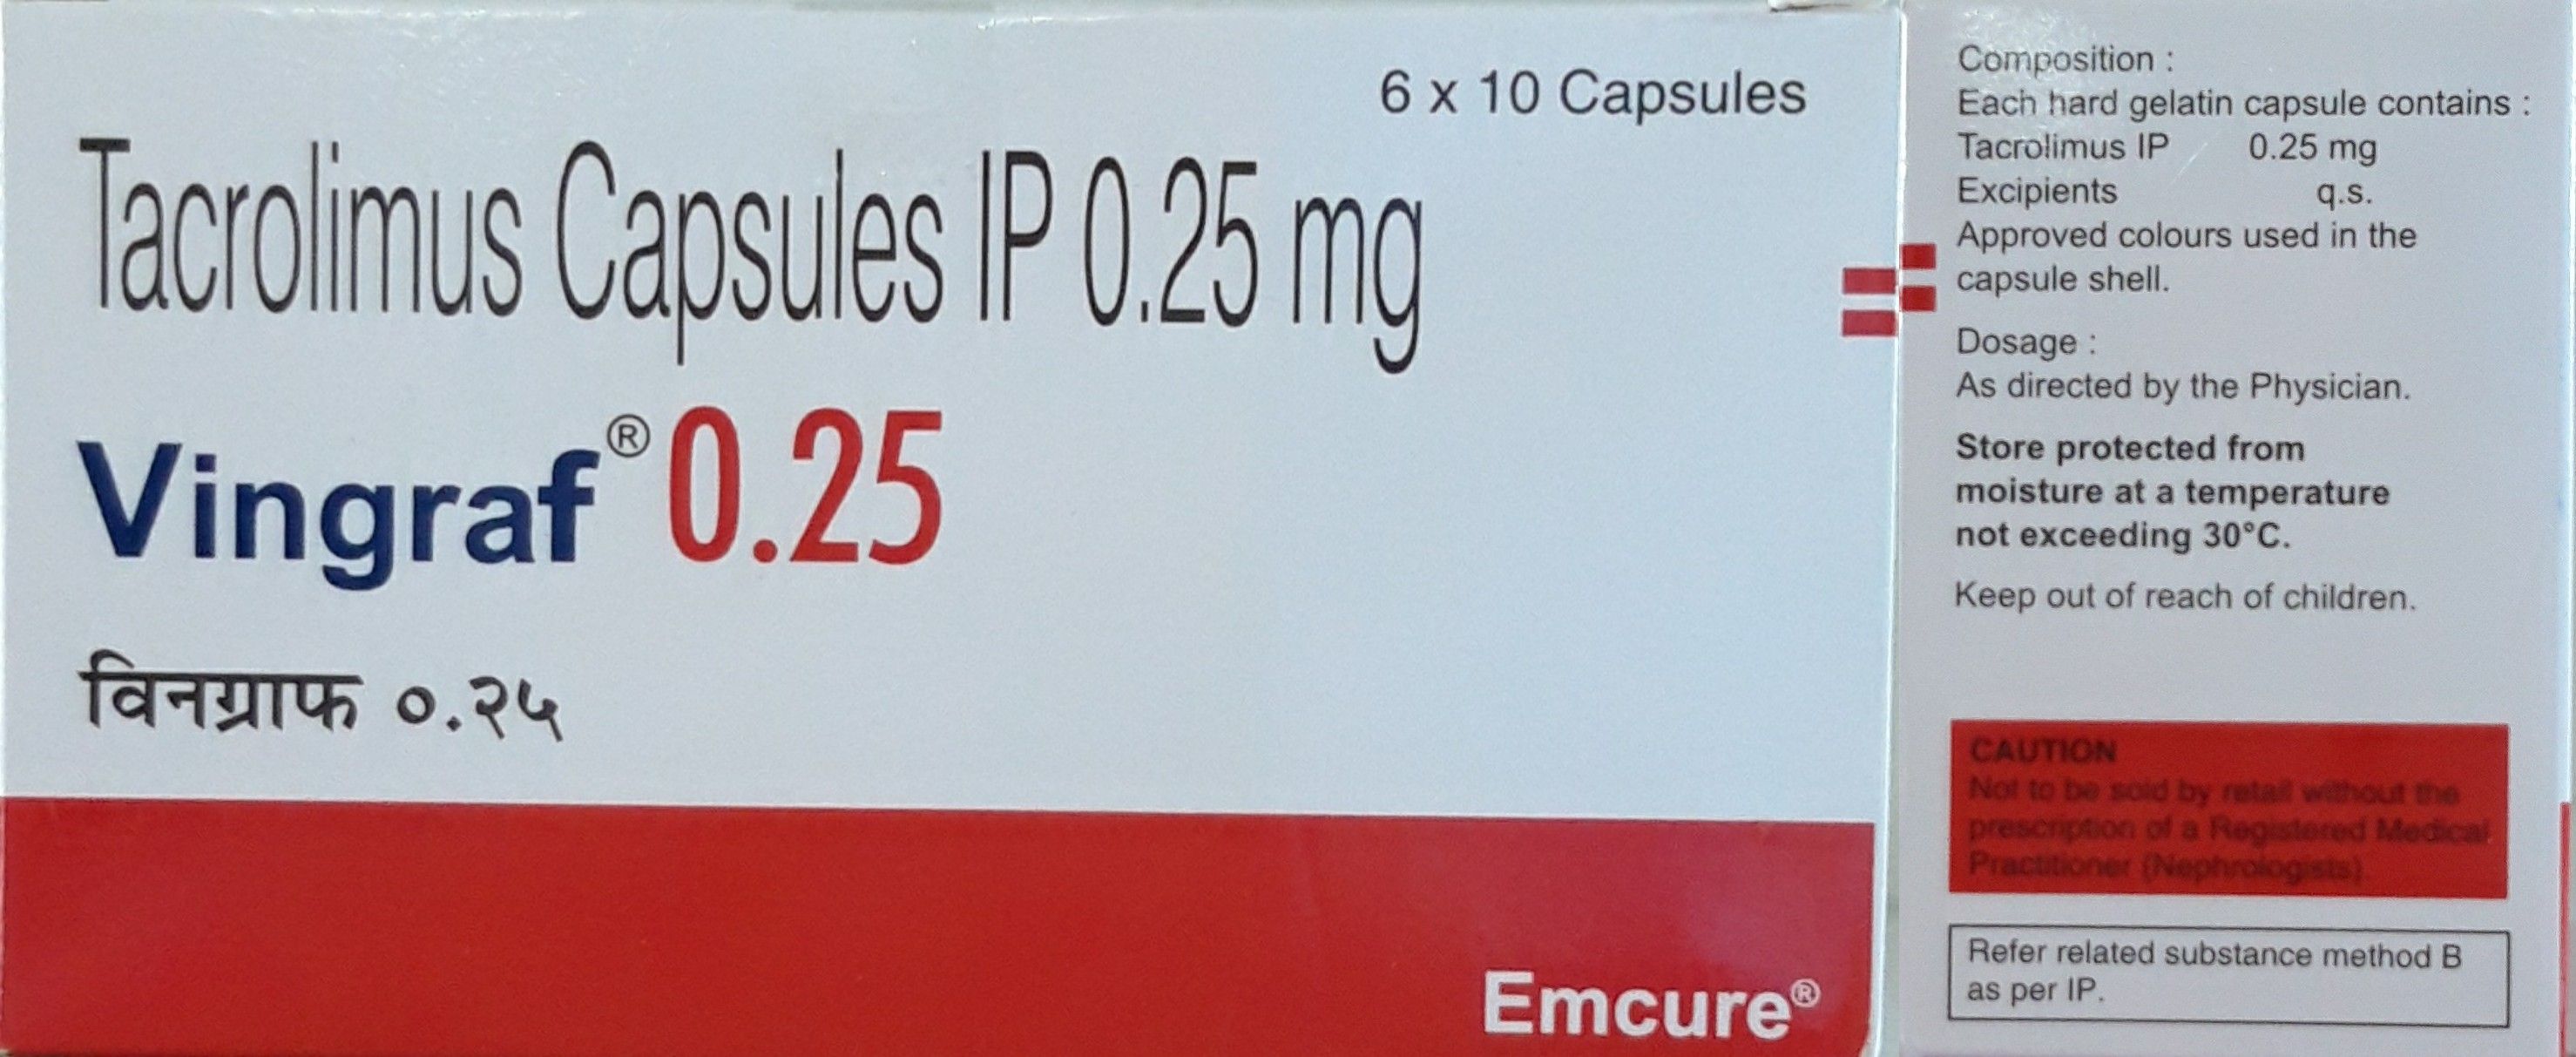 6 x 10 Capsules
Tacrolimus Capsules IP 0.25 mg
Vingraf® 0.25
विनग्राफ ०.२५
Emcure®
Composition :
Each hard gelatin capsule contains :
Tacrolimus IP 0.25 mg
Excipients q.s.
Approved colours used in the
capsule shell.
Dosage :
As directed by the Physician.
Store protected from
moisture at a temperature
not exceeding 30°C.
Keep out of reach of children.
CAUTION
Not to be sold by retail without the
prescription of a Registered Medical
Practitioner (Nephrologists).
Refer related substance method B
as per IP.